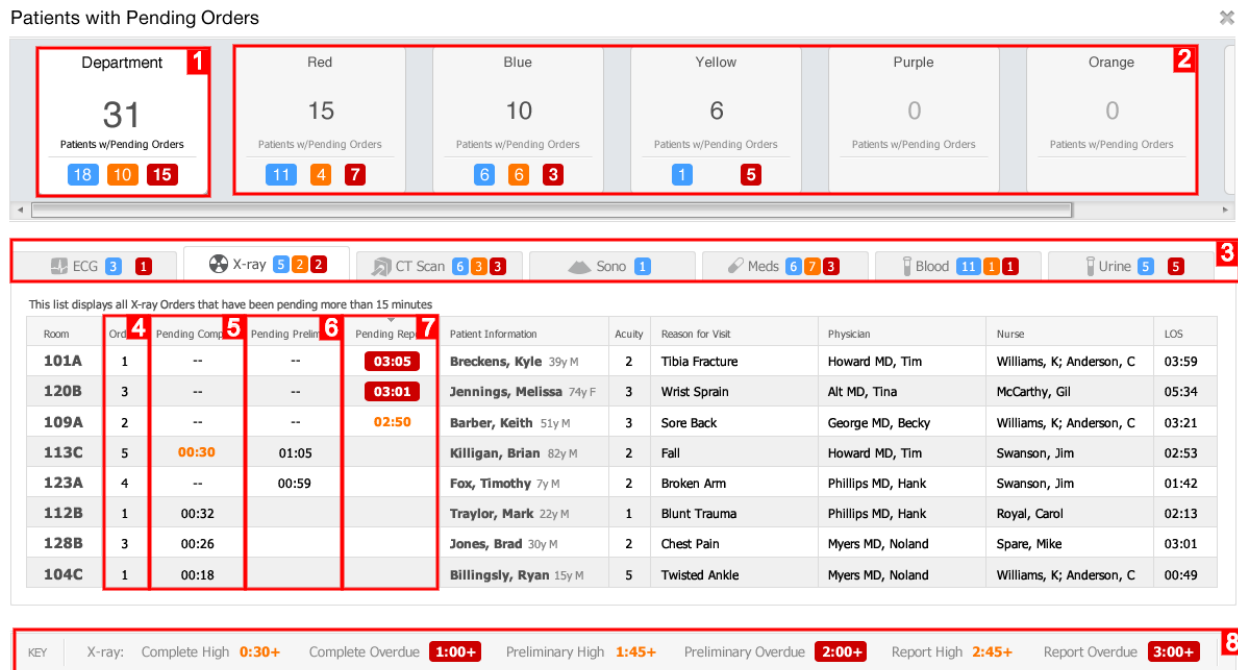 Patients with Pending Orders
Department 1 Red Blue Yellow Purple Orange 2
31 15 10 6 0 0
Patients w/Pending Orders Patients w/Pending Orders Patients w/Pending Orders Patients w/Pending Orders Patients w/Pending Orders Patients w/Pending Orders
18 10 15 11 4 7 6 6 3 1 5
ECG 3 1 X-ray 5 2 2 CT Scan 6 3 3 Sono 1 Meds 6 7 3 Blood 11 1 1 Urine 5 5 3
This list displays all X-ray Orders that have been pending more than 15 minutes
Room Ord 4 Pending Comp 5 Pending Prelim 6 Pending Repo 7 Patient Information Acuity Reason for Visit Physician Nurse LOS
101A 1 -- -- 03:05 Breckens, Kyle 39y M 2 Tibia Fracture Howard MD, Tim Williams, K; Anderson, C 03:59
120B 3 -- -- 03:01 Jennings, Melissa 74y F 3 Wrist Sprain Alt MD, Tina McCarthy, Gil 05:34
109A 2 -- -- 02:50 Barber, Keith 51y M 3 Sore Back George MD, Becky Williams, K; Anderson, C 03:21
113C 5 00:30 01:05 Killigan, Brian 82y M 2 Fall Howard MD, Tim Swanson, Jim 02:53
123A 4 -- 00:59 Fox, Timothy 7y M 2 Broken Arm Phillips MD, Hank Swanson, Jim 01:42
112B 1 00:32 Traylor, Mark 22y M 1 Blunt Trauma Phillips MD, Hank Royal, Carol 02:13
128B 3 00:26 Jones, Brad 30y M 2 Chest Pain Myers MD, Noland Spare, Mike 03:01
104C 1 00:18 Billingsly, Ryan 15y M 5 Twisted Ankle Myers MD, Noland Williams, K; Anderson, C 00:49
KEY X-ray: Complete High 0:30+ Complete Overdue 1:00+ Preliminary High 1:45+ Preliminary Overdue 2:00+ Report High 2:45+ Report Overdue 3:00+ 8